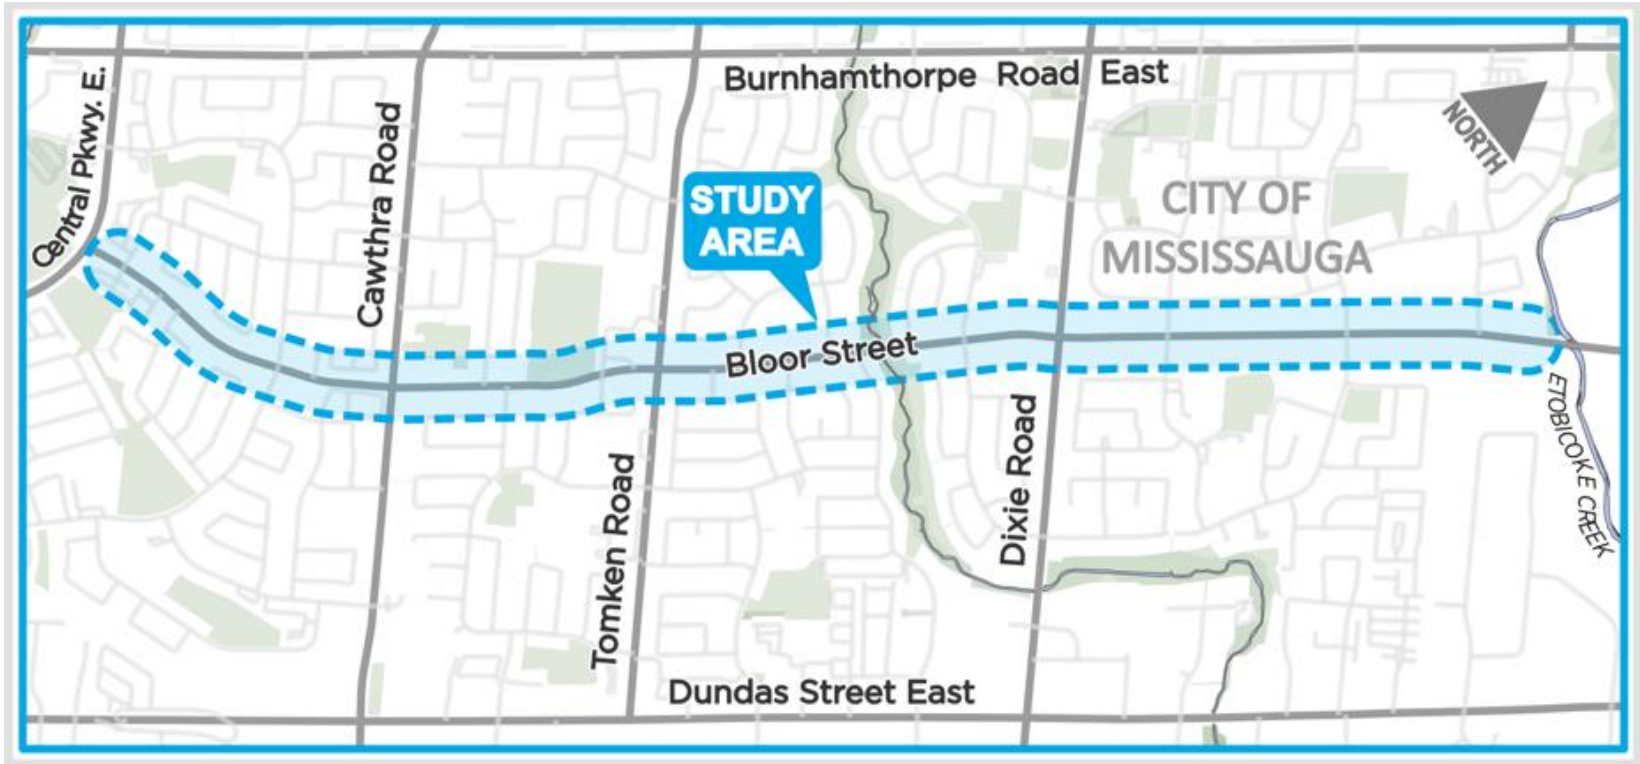 Burnhamthorpe Road East
Central Pkwy. E.
Cawthra Road
NORTH
STUDY
AREA
CITY OF
MISSISSAUGA
Bloor Street
Dixie Road
ETOBICOKE CREEK
Tomken Road
Dundas Street East